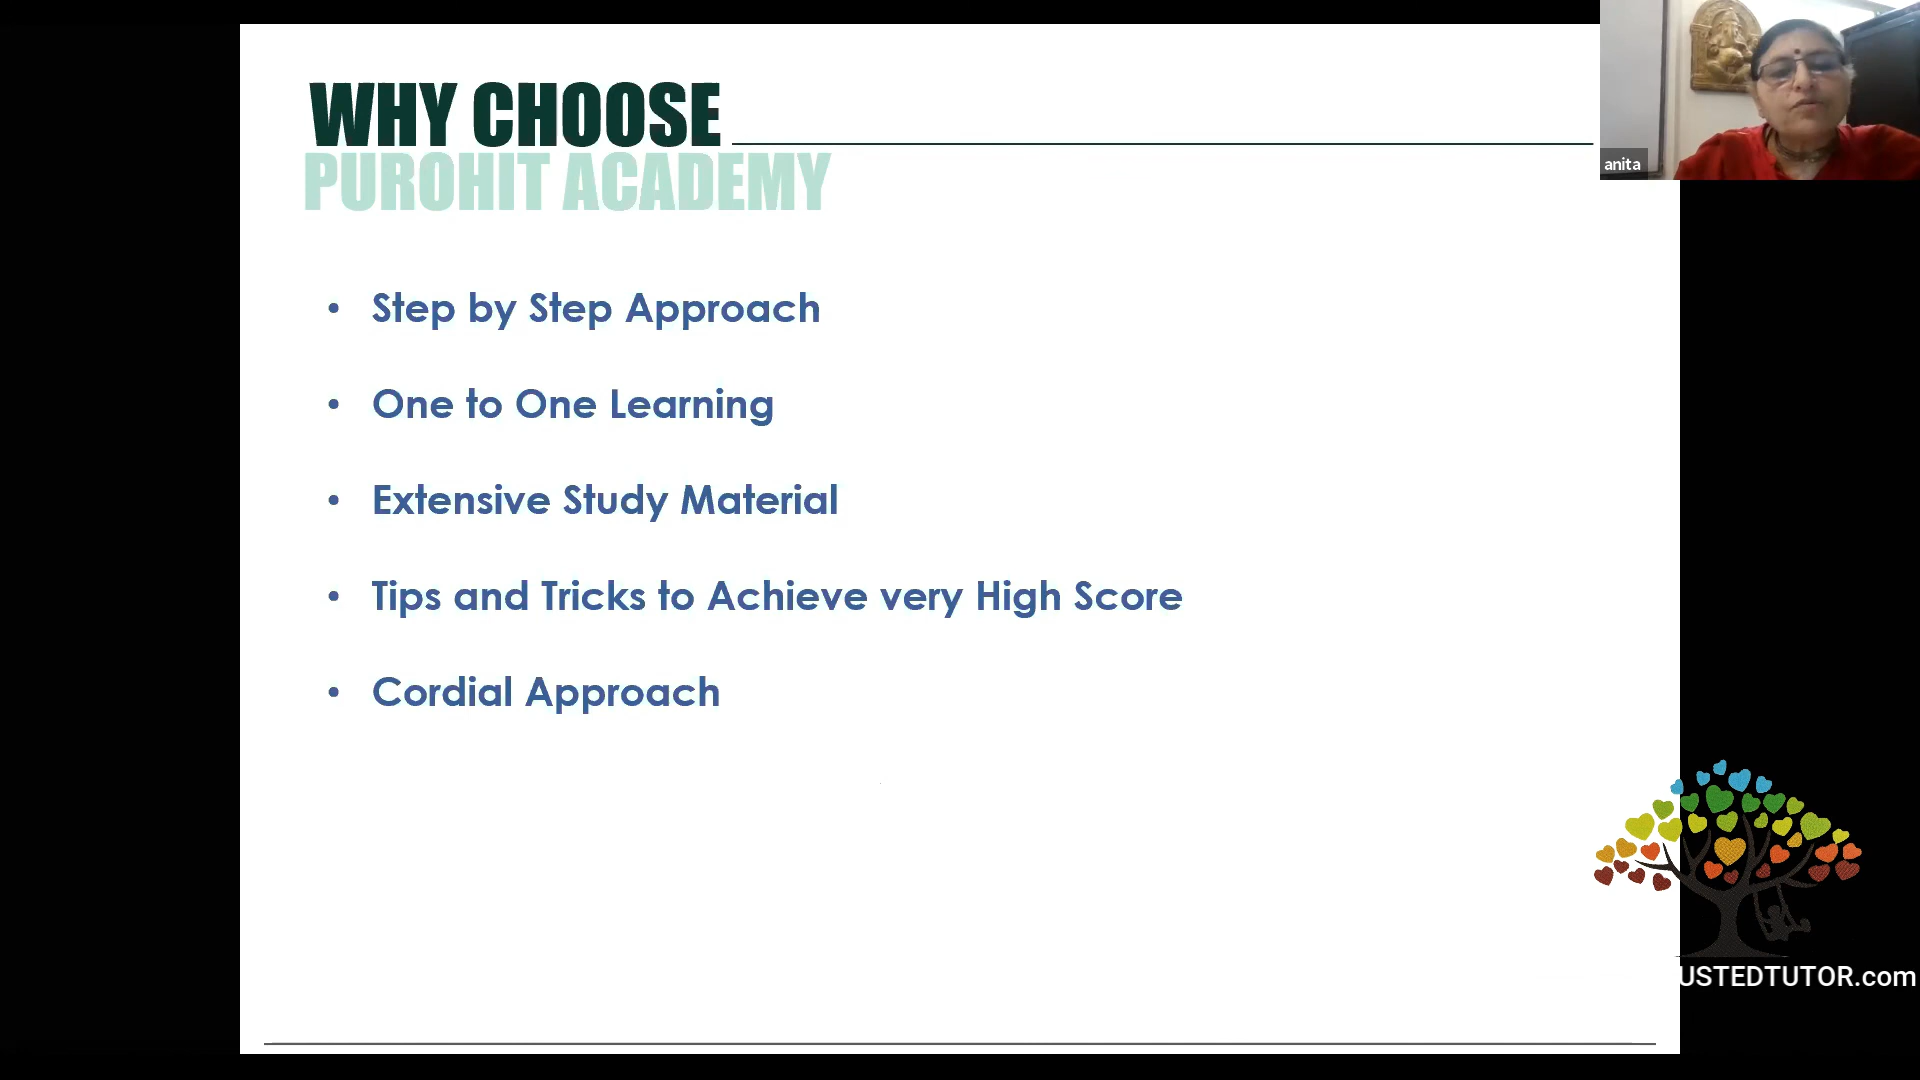 WHY CHOOSE
PUROHIT ACADEMY
anita
• Step by Step Approach
• One to One Learning
• Extensive Study Material
• Tips and Tricks to Achieve very High Score
• Cordial Approach
USTEDTUTOR.com